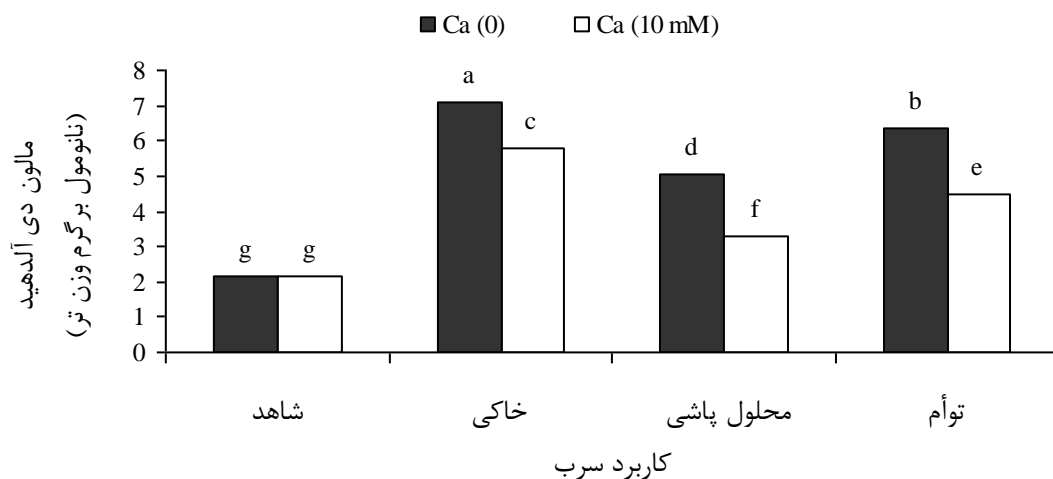 Ca (0) Ca (10 mM)
مالون دی آلدهید
(نانومول برگرم وزن تر)
8
7
6
5
4
3
2
1
0
g g a c d f b e
شاهد خاکی محلول پاشی توأم
کاربرد سرب